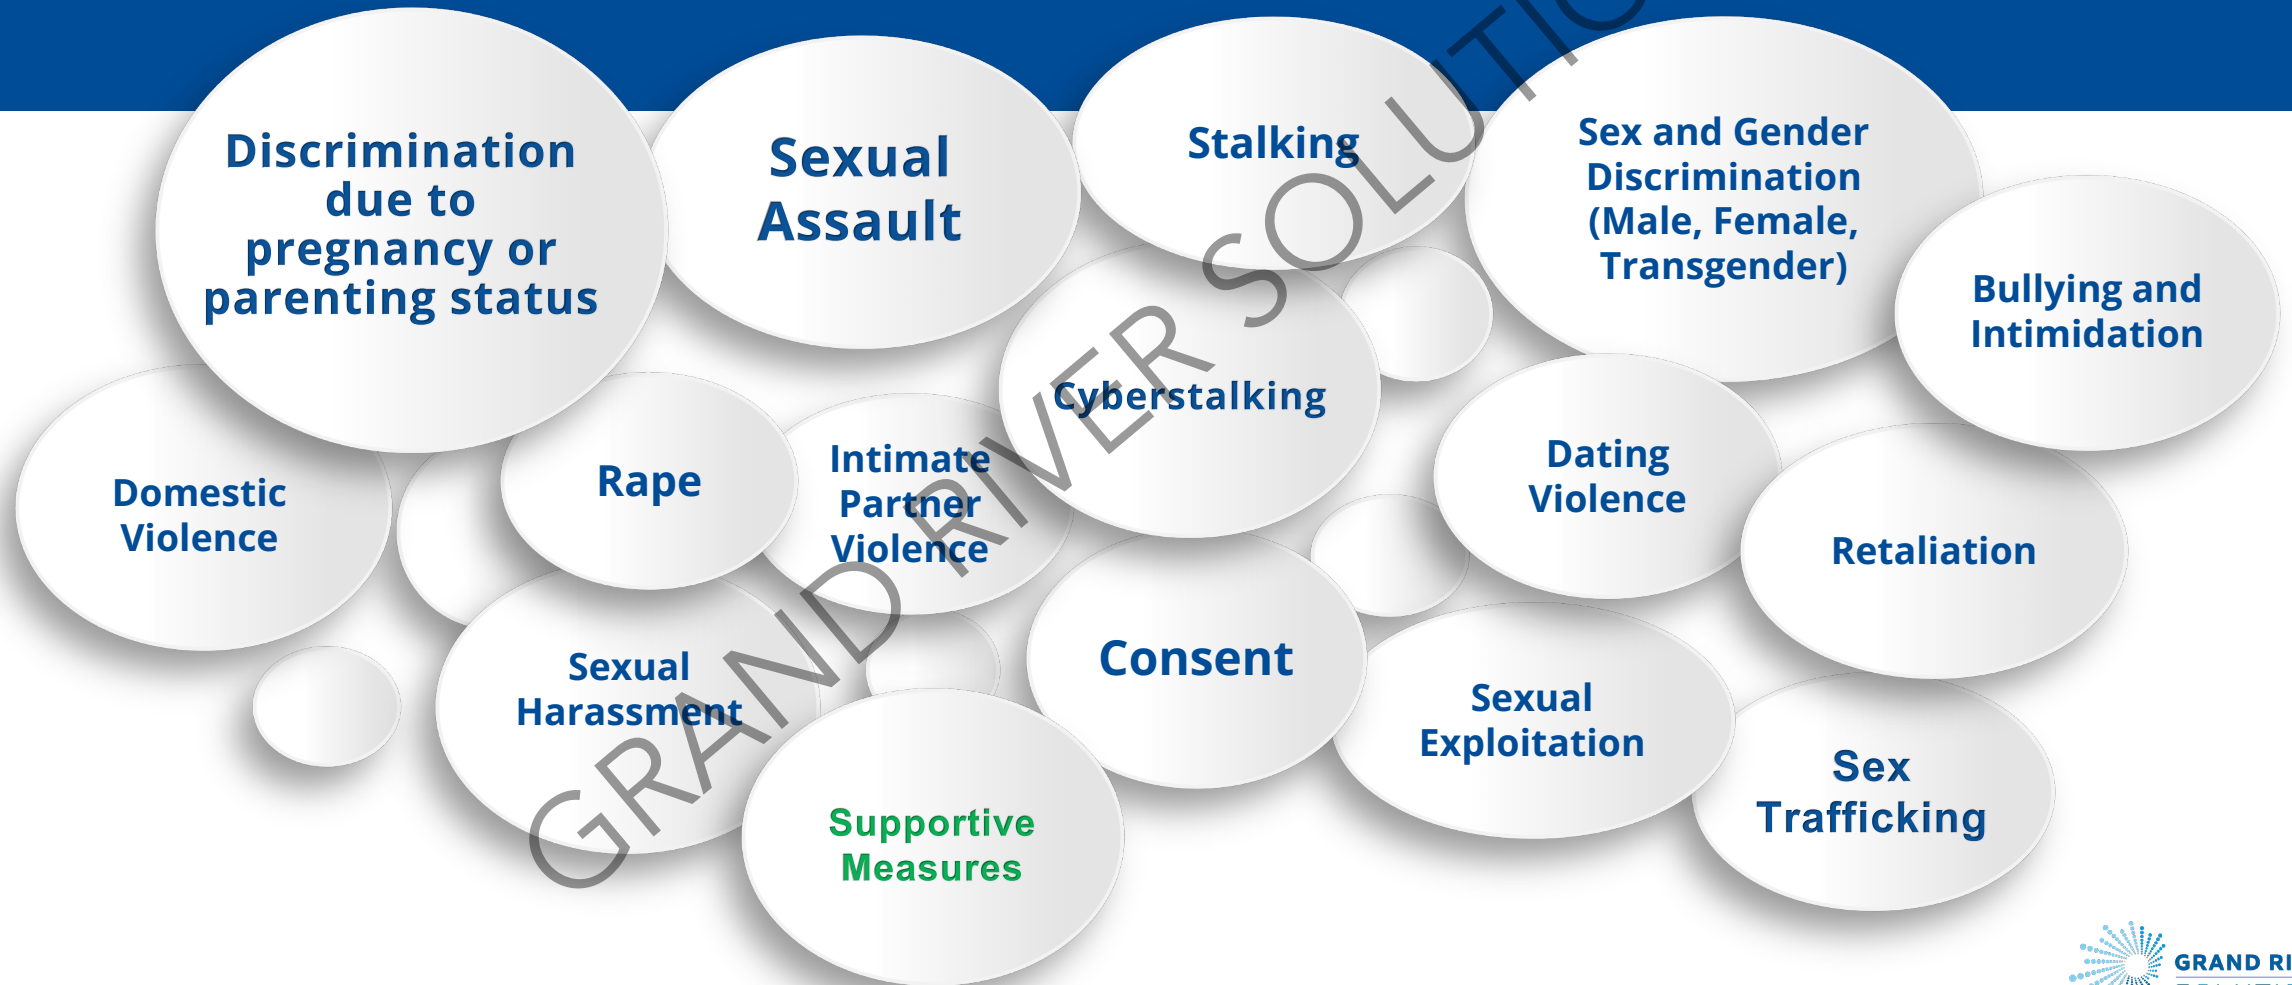 Discrimination
due to
pregnancy or
parenting status
Sexual
Assault
Stalking
Sex and Gender
Discrimination
(Male, Female,
Transgender)
Bullying and
Intimidation
Domestic
Violence
Rape
Intimate
Partner
Violence
Cyberstalking
Dating
Violence
Retaliation
Sexual
Harassment
Consent
Sexual
Exploitation
Sex
Trafficking
Supportive
Measures
GRAND RIVER SOLUTIO
GRAND RI